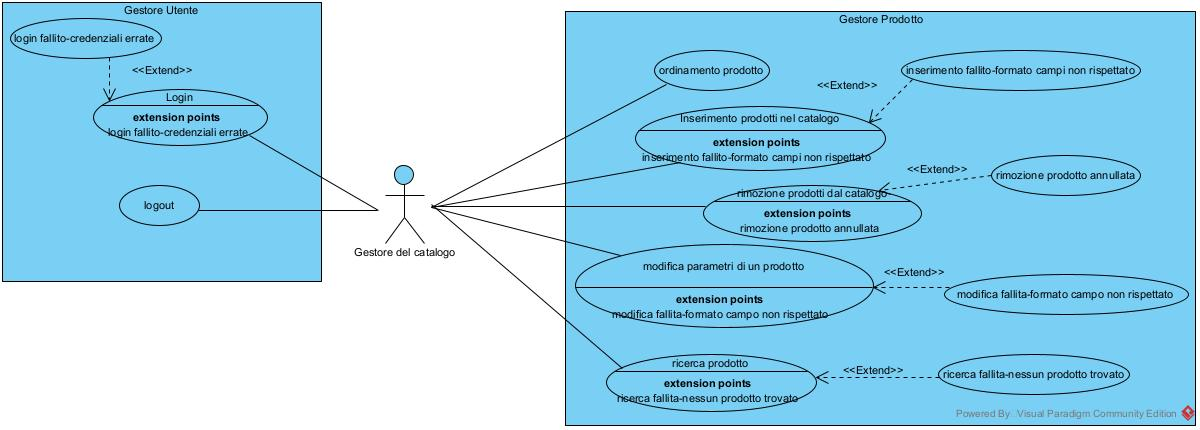 Gestore Utente
login fallito-credenziali errate
<<Extend>>
Login
extension points
login fallito-credenziali errate
logout
Gestore del catalogo
Gestore Prodotto
ordinamento prodotto
inserimento fallito-formato campi non rispettato
<<Extend>>
Inserimento prodotti nel catalogo
extension points
inserimento fallito-formato campi non rispettato
<<Extend>>
rimozione prodotto annullata
rimozione prodotti dal catalogo
extension points
rimozione prodotto annullata
modifica parametri di un prodotto
<<Extend>>
extension points
modifica fallita-formato campo non rispettato
modifica fallita-formato campo non rispettato
ricerca prodotto
<<Extend>>
extension points
ricerca fallita-nessun prodotto trovato
ricerca fallita-nessun prodotto trovato
Powered By Visual Paradigm Community Edition